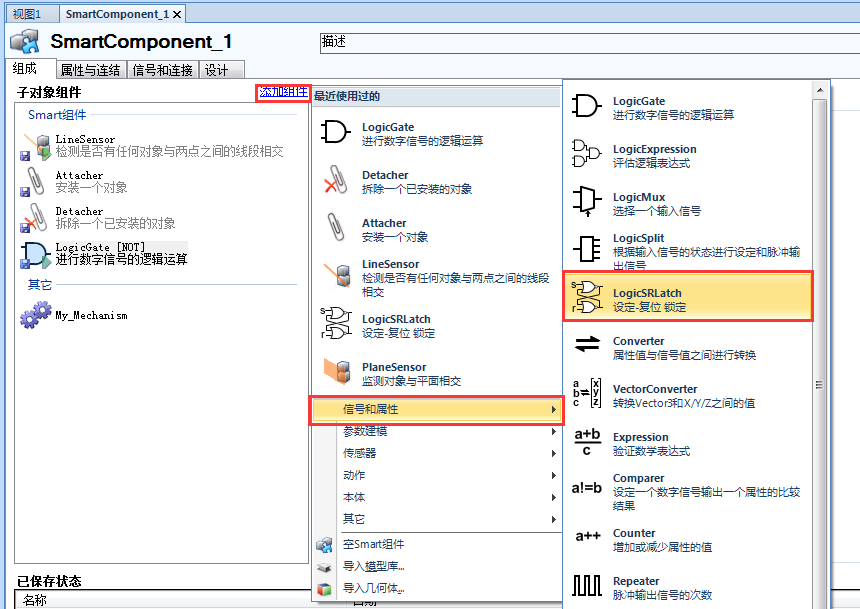 视图1
SmartComponent_1
SmartComponent_1
描述
组成
属性与连结
信号和连接
设计
子对象组件
添加组件
Smart组件
LineSensor
检测是否有任何对象与两点之间的线段相交
Attacher
安装一个对象
Detacher
拆除一个已安装的对象
LogicGate [NOT]
进行数字信号的逻辑运算
其它
My_Mechanism
已保存状态
名称
最近使用过的
LogicGate
进行数字信号的逻辑运算
Detacher
拆除一个已安装的对象
Attacher
安装一个对象
LineSensor
检测是否有任何对象与两点之间的线段
相交
LogicSRLatch
设定-复位 锁定
PlaneSensor
监测对象与平面相交
信号和属性
参数建模
传感器
动作
本体
其它
空Smart组件
导入模型库...
导入几何体...
LogicGate
进行数字信号的逻辑运算
LogicExpression
评估逻辑表达式
LogicMux
选择一个输入信号
LogicSplit
根据输入信号的状态进行设定和脉冲输
出信号
LogicSRLatch
设定-复位 锁定
Converter
属性值与信号值之间进行转换
VectorConverter
转换Vector3和X/Y/Z之间的值
Expression
验证数学表达式
Comparer
设定一个数字信号输出一个属性的比较
结果
Counter
增加或减少属性的值
Repeater
脉冲输出信号的次数